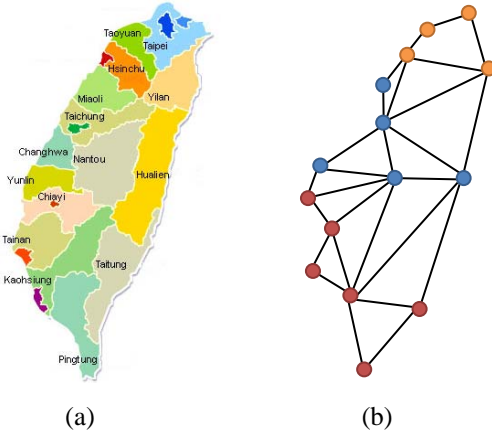 Taoyuan
Taipei
Hsinchu
Yilan
Miaoli
Taichung
Changhwa
Nantou
Yunlin
Hualien
Chiayi
Tainan
Taitung
Kaohsiung
Pingtung
(a) (b)